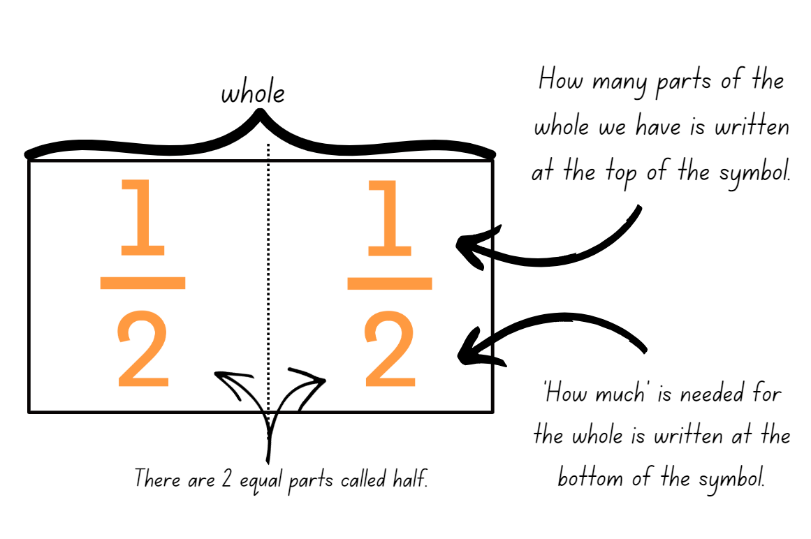 whole
1
2
1
2
How many parts of the
whole we have is written
at the top of the symbol.
'How much' is needed for
the whole is written at the
bottom of the symbol.
There are 2 equal parts called half.